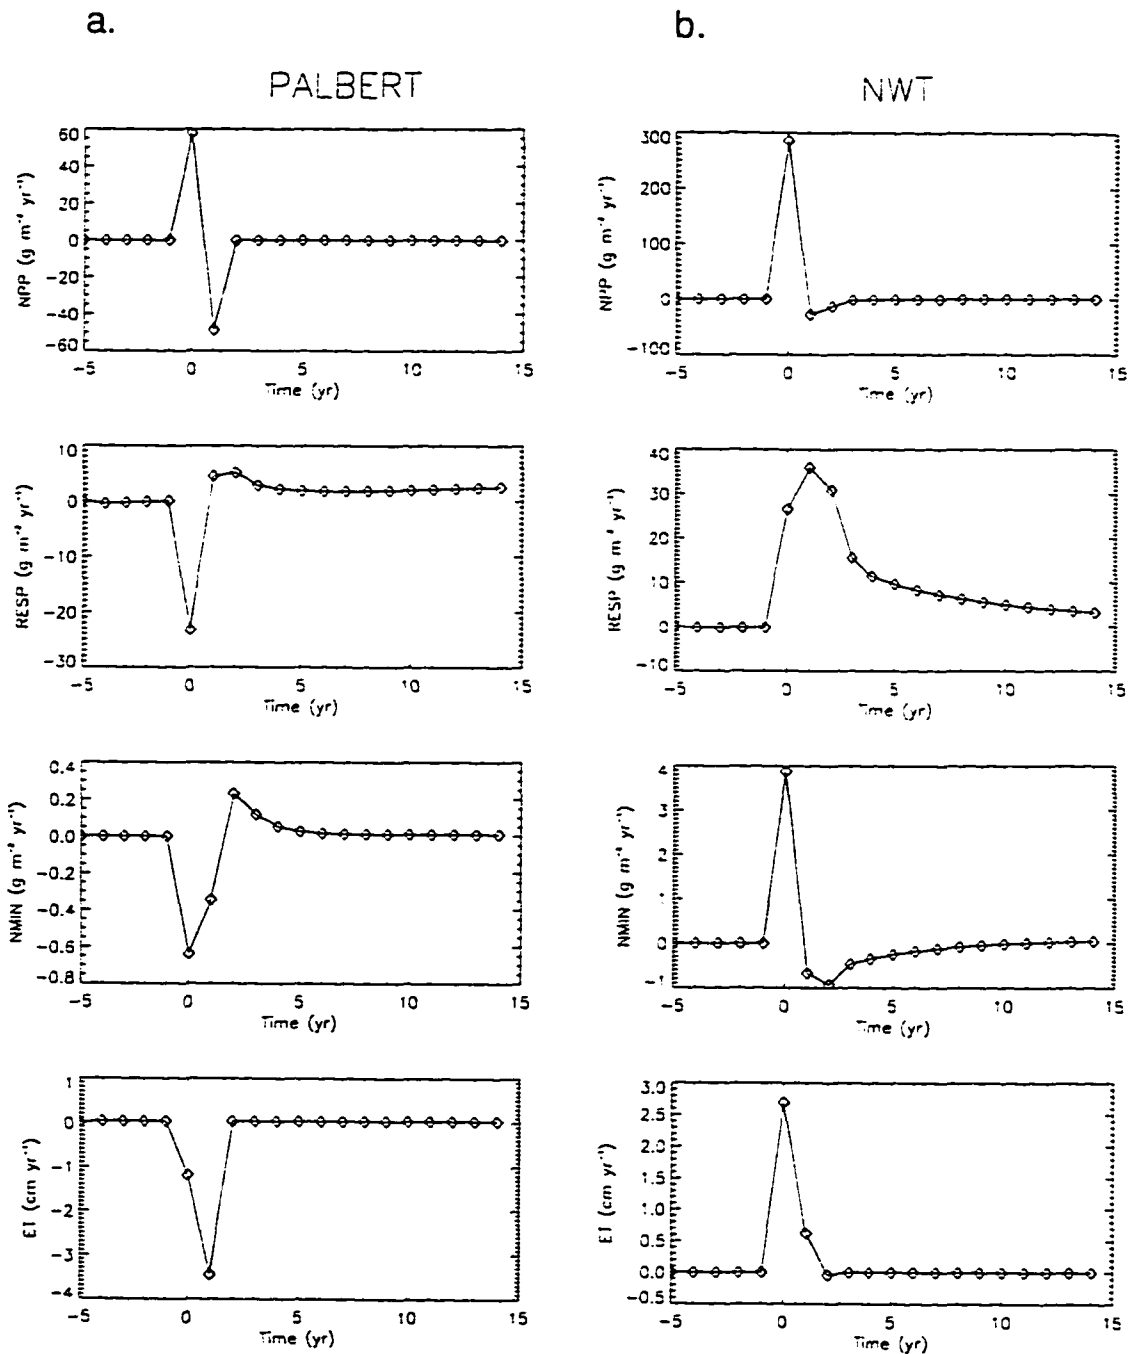 a.
PALBERT
NPP (g m⁻² yr⁻¹)
60
40
20
0
-20
-40
-60
-5 0 5 10 15
Time (yr)
RESP (g m⁻² yr⁻¹)
10
0
-10
-20
-30
-5 0 5 10 15
Time (yr)
NMIN (g m⁻² yr⁻¹)
0.4
0.2
0.0
-0.2
-0.4
-0.6
-0.8
-5 0 5 10 15
Time (yr)
ET (cm yr⁻¹)
1
0
-1
-2
-3
-4
-5 0 5 10 15
Time (yr)
b.
NWT
NPP (g m⁻² yr⁻¹)
300
200
100
0
-100
-5 0 5 10 15
Time (yr)
RESP (g m⁻² yr⁻¹)
40
30
20
10
0
-10
-5 0 5 10 15
Time (yr)
NMIN (g m⁻² yr⁻¹)
4
3
2
1
0
-1
-5 0 5 10 15
Time (yr)
ET (cm yr⁻¹)
3.0
2.5
2.0
1.5
1.0
0.5
0.0
-0.5
-5 0 5 10 15
Time (yr)